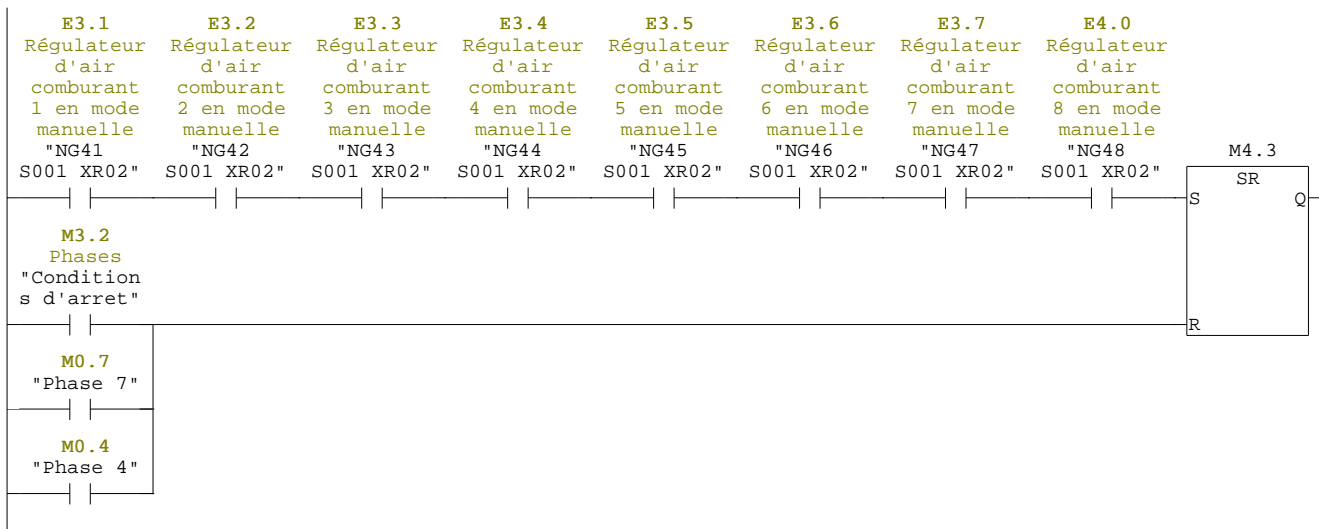 E3.1 E3.2 E3.3 E3.4 E3.5 E3.6 E3.7 E4.0
Régulateur Régulateur Régulateur Régulateur Régulateur Régulateur Régulateur Régulateur
d'air d'air d'air d'air d'air d'air d'air d'air
comburant comburant comburant comburant comburant comburant comburant comburant
1 en mode 2 en mode 3 en mode 4 en mode 5 en mode 6 en mode 7 en mode 8 en mode
manuelle manuelle manuelle manuelle manuelle manuelle manuelle manuelle
"NG41 "NG42 "NG43 "NG44 "NG45 "NG46 "NG47 "NG48 M4.3
S001 XR02" S001 XR02" S001 XR02" S001 XR02" S001 XR02" S001 XR02" S001 XR02" S001 XR02" SR
S Q
M3.2
Phases
"Condition
s d'arret"
R
M0.7
"Phase 7"
M0.4
"Phase 4"